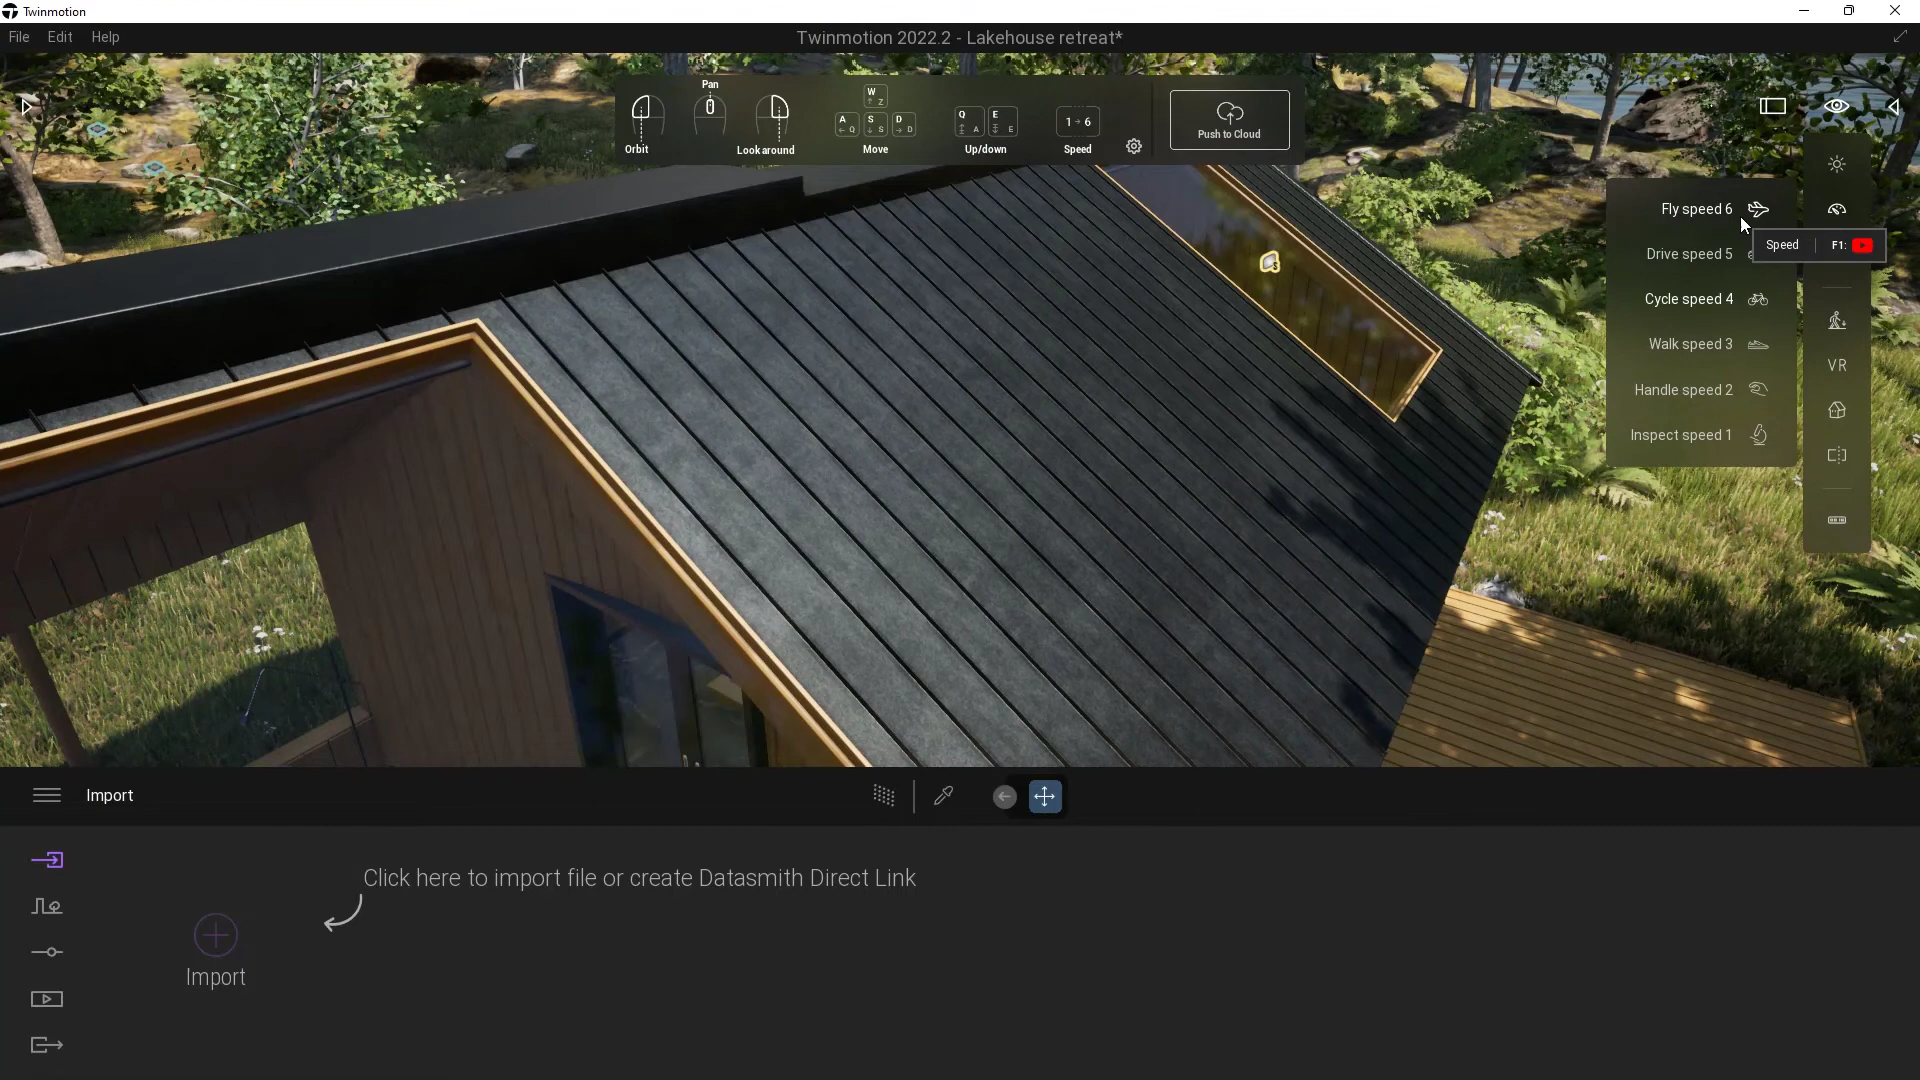 Twinmotion
File Edit Help
Twinmotion 2022.2 - Lakehouse retreat*
Pan
Orbit
Look around
W
↑ Z
A
← Q
S
↓ S
D
→ D
Move
Q
A
E
E
Up/down
1 → 6
Speed
Push to Cloud
Fly speed 6
Speed F1:
Drive speed 5
Cycle speed 4
Walk speed 3
Handle speed 2
Inspect speed 1
VR
Import
Click here to import file or create Datasmith Direct Link
Import